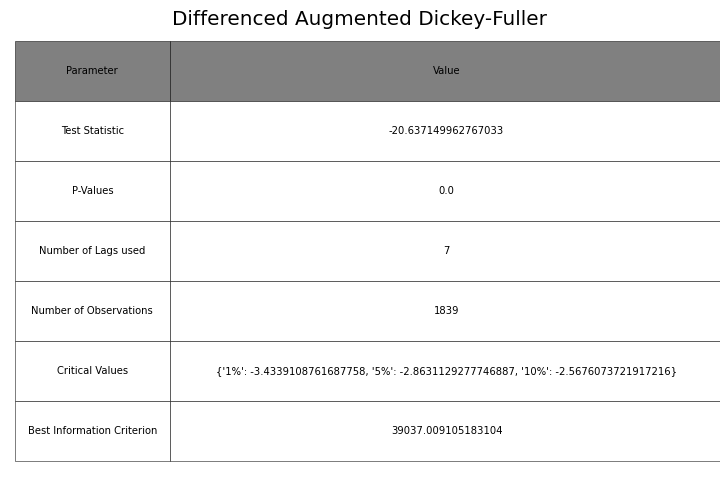 Differenced Augmented Dickey-Fuller
Parameter Value
Test Statistic -20.637149962767033
P-Values 0.0
Number of Lags used 7
Number of Observations 1839
Critical Values {'1%': -3.4339108761687758, '5%': -2.8631129277746887, '10%': -2.5676073721917216}
Best Information Criterion 39037.009105183104